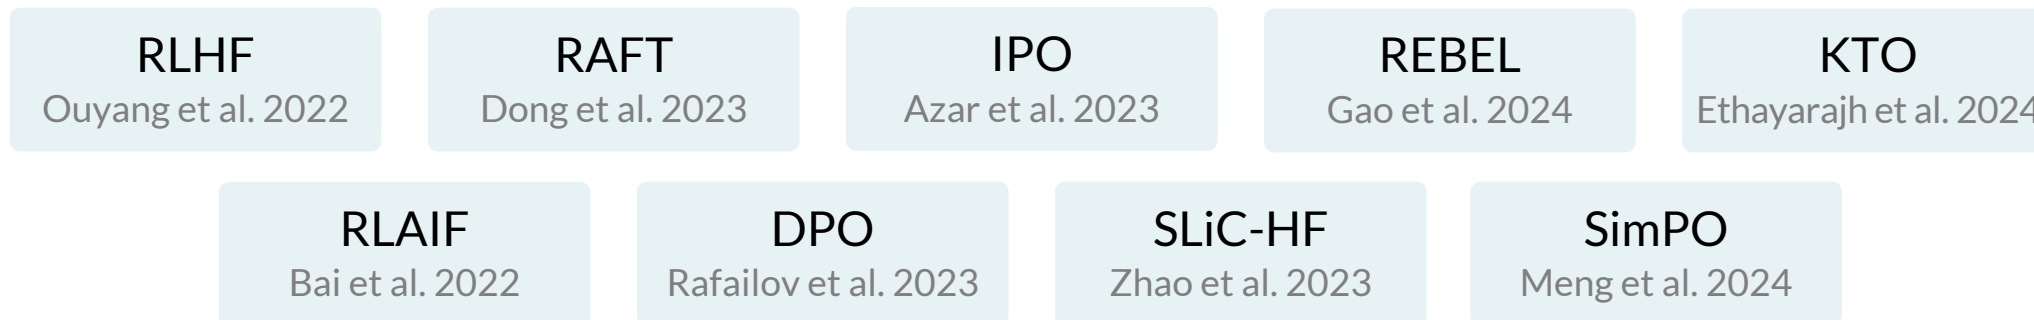 RLHF
Ouyang et al. 2022
RAFT
Dong et al. 2023
IPO
Azar et al. 2023
REBEL
Gao et al. 2024
KTO
Ethayarajh et al. 2024
RLAIF
Bai et al. 2022
DPO
Rafailov et al. 2023
SLiC-HF
Zhao et al. 2023
SimPO
Meng et al. 2024